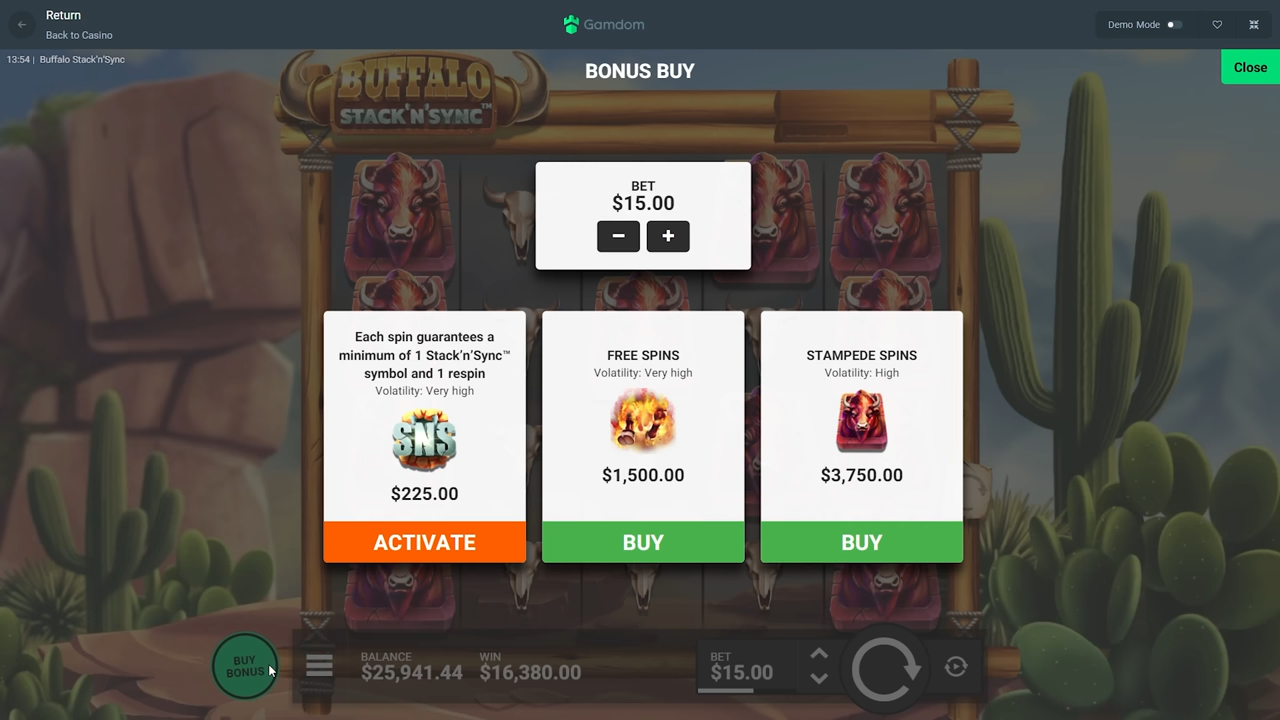 Return
Back to Casino
Gamdom
Demo Mode
13:54 | Buffalo Stack'n'Sync
BUFFALO
STACK'N'SYNC™
BONUS BUY
Close
BET
$15.00
Each spin guarantees a
minimum of 1 Stack'n'Sync™
symbol and 1 respin
Volatility: Very high
SNS
$225.00
ACTIVATE
FREE SPINS
Volatility: Very high
$1,500.00
BUY
STAMPEDE SPINS
Volatility: High
$3,750.00
BUY
BUY
BONUS
BALANCE
$25,941.44
WIN
$16,380.00
BET
$15.00